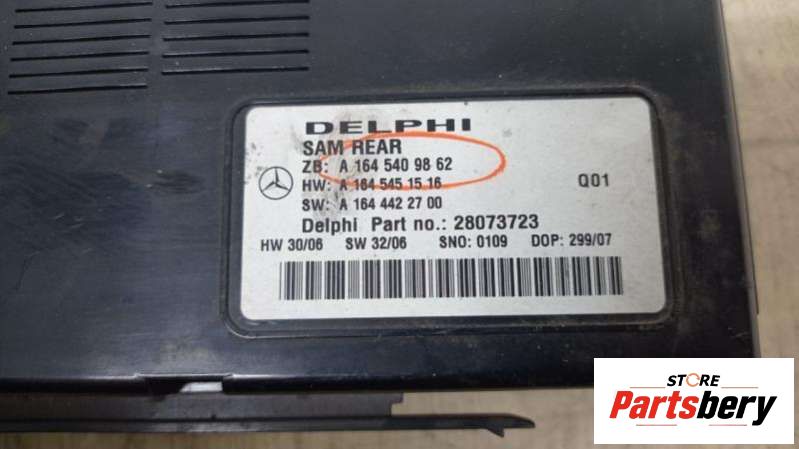 DELPHI
SAM REAR
ZB: A 164 540 98 62
HW: A 164 545 15 16
Q01
SW: A 164 442 27 00
Delphi Part no.: 28073723
HW 30/06 SW 32/06 SNO: 0109 DOP: 299/07
STORE
Partsbery